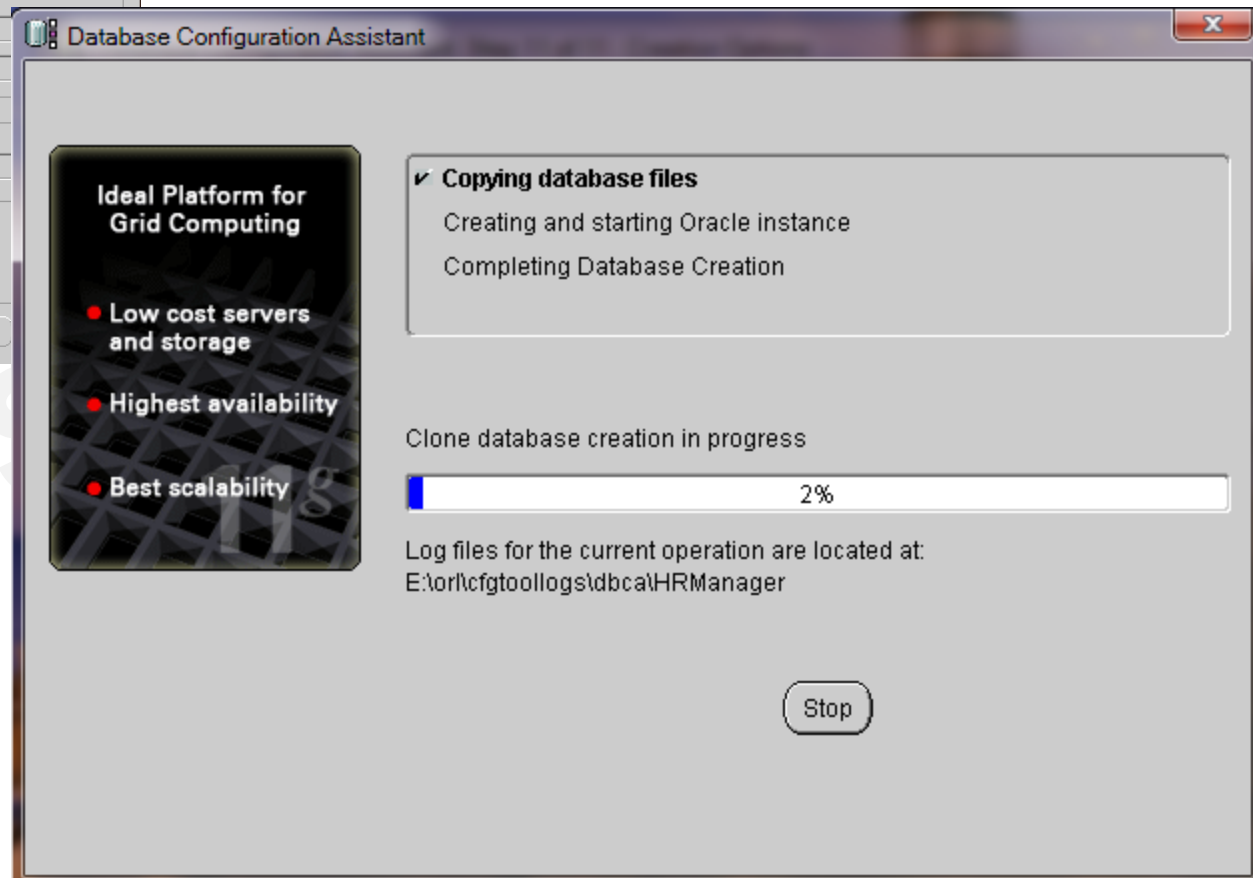 Database Configuration Assistant
Ideal Platform for
Grid Computing
Low cost servers
and storage
Highest availability
Best scalability
11g
Copying database files
Creating and starting Oracle instance
Completing Database Creation
Clone database creation in progress
2%
Log files for the current operation are located at:
E:\orl\cfgtoollogs\dbca\HRManager
Stop